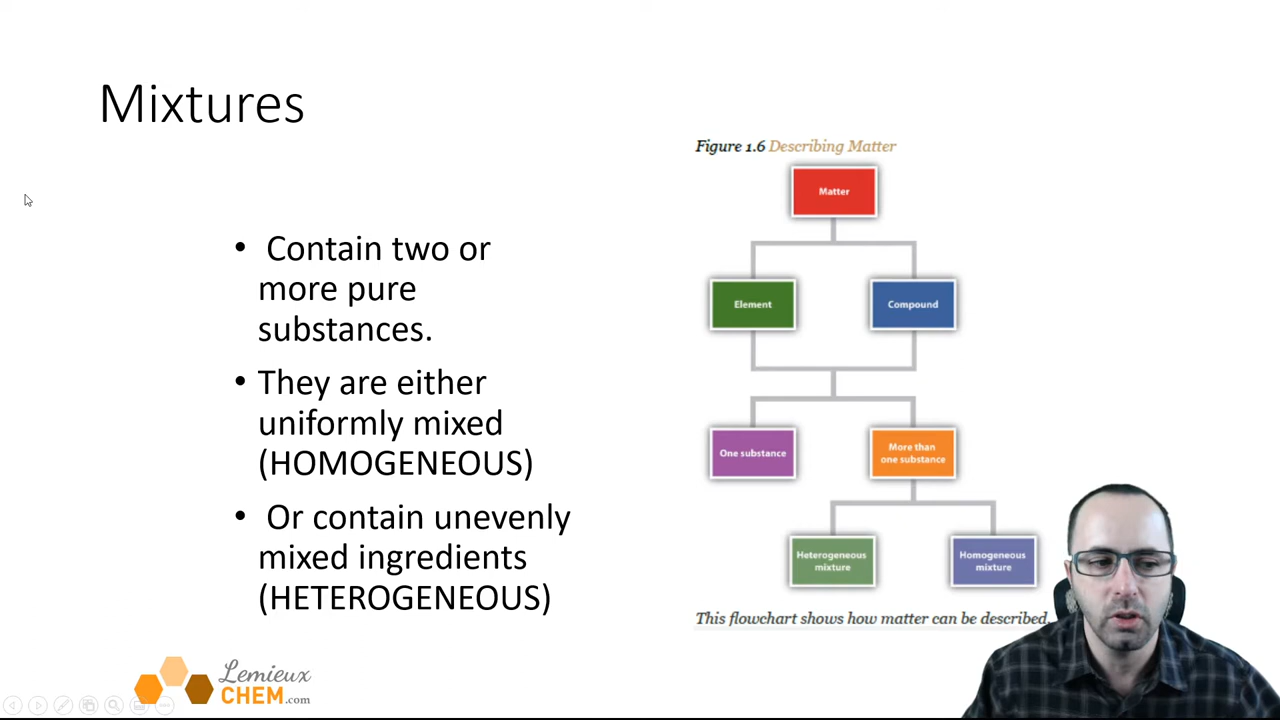 Mixtures
• Contain two or
more pure
substances.
• They are either
uniformly mixed
(HOMOGENEOUS)
• Or contain unevenly
mixed ingredients
(HETEROGENEOUS)
Figure 1.6 Describing Matter
Matter
Element
Compound
One substance
More than
one substance
Heterogeneous
mixture
Homogeneous
mixture
This flowchart shows how matter can be described.
Lemieux
CHEM.com